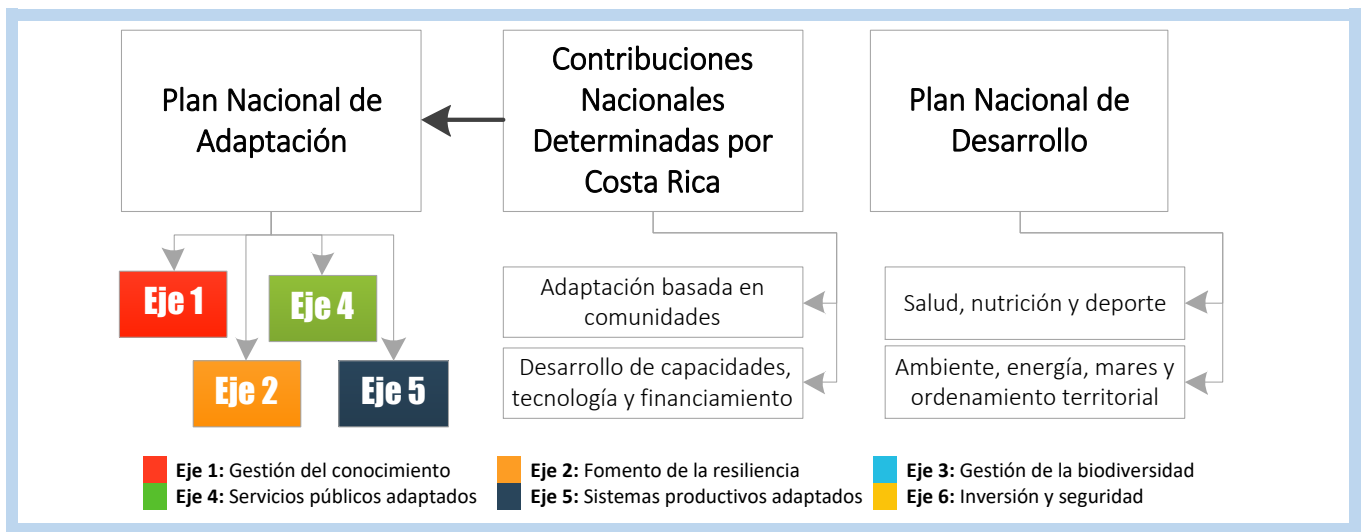 Plan Nacional de
Adaptación
Contribuciones
Nacionales
Determinadas por
Costa Rica
Plan Nacional de
Desarrollo
Eje 1
Eje 4
Eje 2
Eje 5
Adaptación basada en
comunidades
Desarrollo de capacidades,
tecnología y financiamiento
Salud, nutrición y deporte
Ambiente, energía, mares y
ordenamiento territorial
Eje 1: Gestión del conocimiento
Eje 2: Fomento de la resiliencia
Eje 3: Gestión de la biodiversidad
Eje 4: Servicios públicos adaptados
Eje 5: Sistemas productivos adaptados
Eje 6: Inversión y seguridad